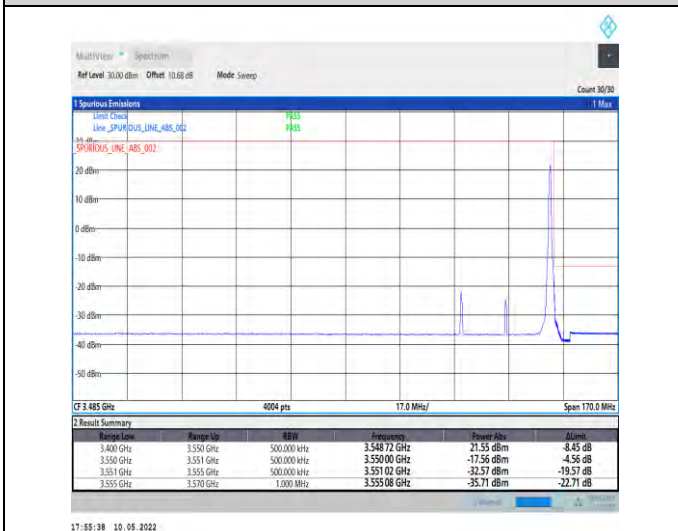 MultiView Spectrum
Ref Level 30.00 dBm Offset 10.68 dB Mode Sweep
Count 30/30
1 Spurious Emissions 1 Max
Limit Check PASS
Line _SPURIOUS_LINE_ABS_002 PASS
30 dBm
_SPURIOUS_LINE_ABS_002
20 dBm
10 dBm
0 dBm
-10 dBm
-20 dBm
-30 dBm
-40 dBm
-50 dBm
CF 3.485 GHz 4004 pts 17.0 MHz/ Span 170.0 MHz
2 Result Summary
Range Low Range Up RBW Frequency Power Abs ΔLimit
3.400 GHz 3.550 GHz 500.000 kHz 3.548 72 GHz 21.55 dBm -8.45 dB
3.550 GHz 3.551 GHz 500.000 kHz 3.550 00 GHz -17.56 dBm -4.56 dB
3.551 GHz 3.555 GHz 500.000 kHz 3.551 02 GHz -32.57 dBm -19.57 dB
3.555 GHz 3.570 GHz 1.000 MHz 3.555 08 GHz -35.71 dBm -22.71 dB
17:55:38 10.05.2022